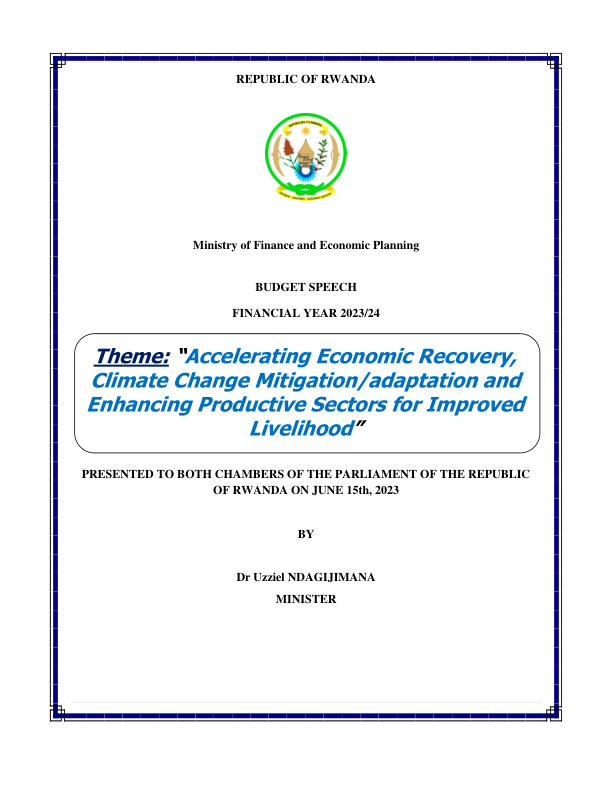 REPUBLIC OF RWANDA
Ministry of Finance and Economic Planning
BUDGET SPEECH
FINANCIAL YEAR 2023/24
Theme: “Accelerating Economic Recovery,
Climate Change Mitigation/adaptation and
Enhancing Productive Sectors for Improved
Livelihood”
PRESENTED TO BOTH CHAMBERS OF THE PARLIAMENT OF THE REPUBLIC
OF RWANDA ON JUNE 15th, 2023
BY
Dr Uzziel NDAGIJIMANA
MINISTER